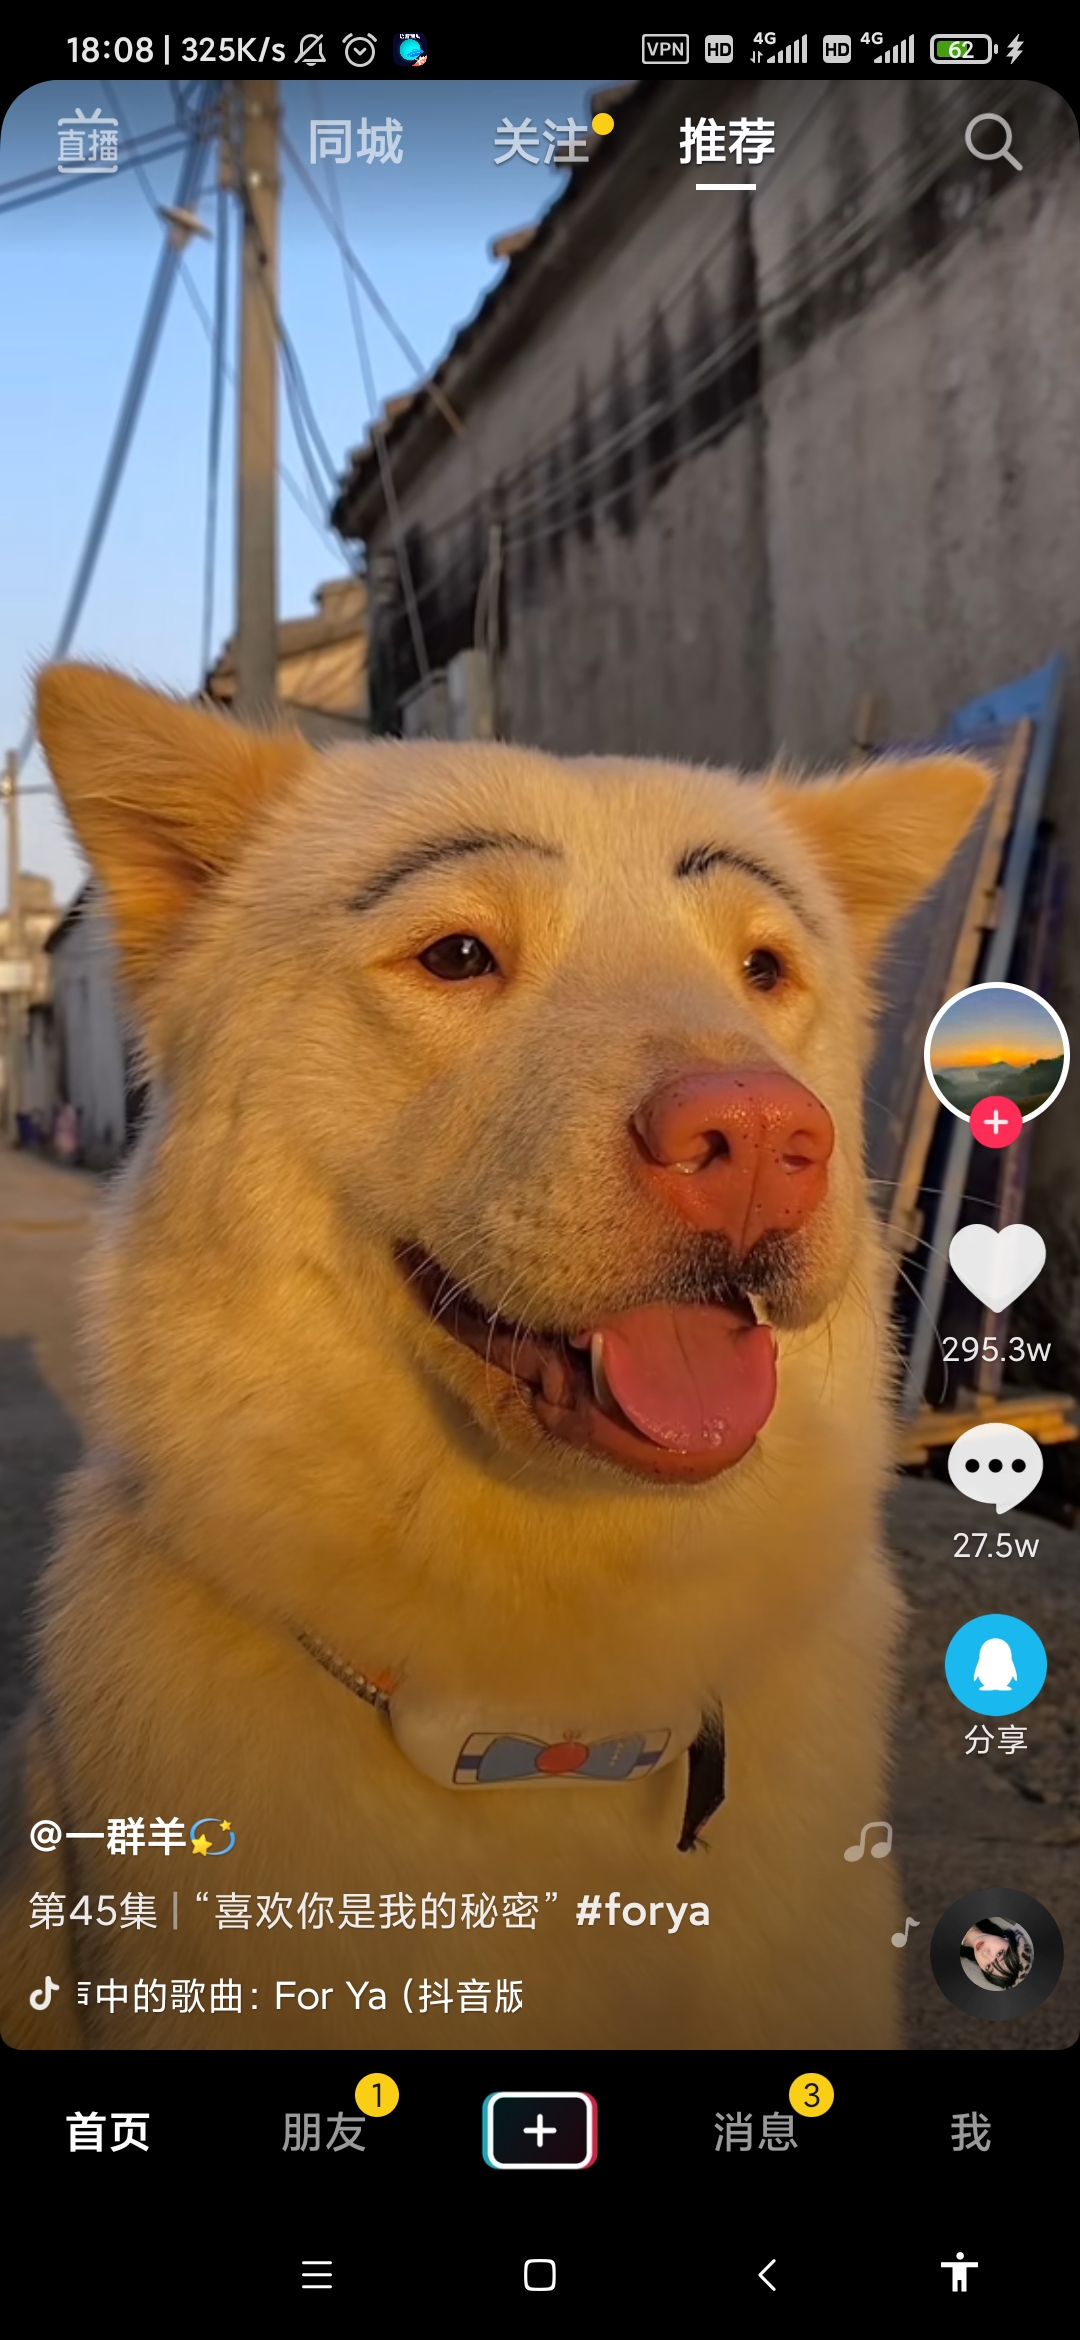 18:08 | 325K/s
VPN HD 4G HD 4G 62
直播 同城 关注 推荐
295.3w
27.5w
分享
@一群羊
第45集 | “喜欢你是我的秘密” #forya
中的歌曲: For Ya (抖音版
首页 朋友 1 消息 3 我